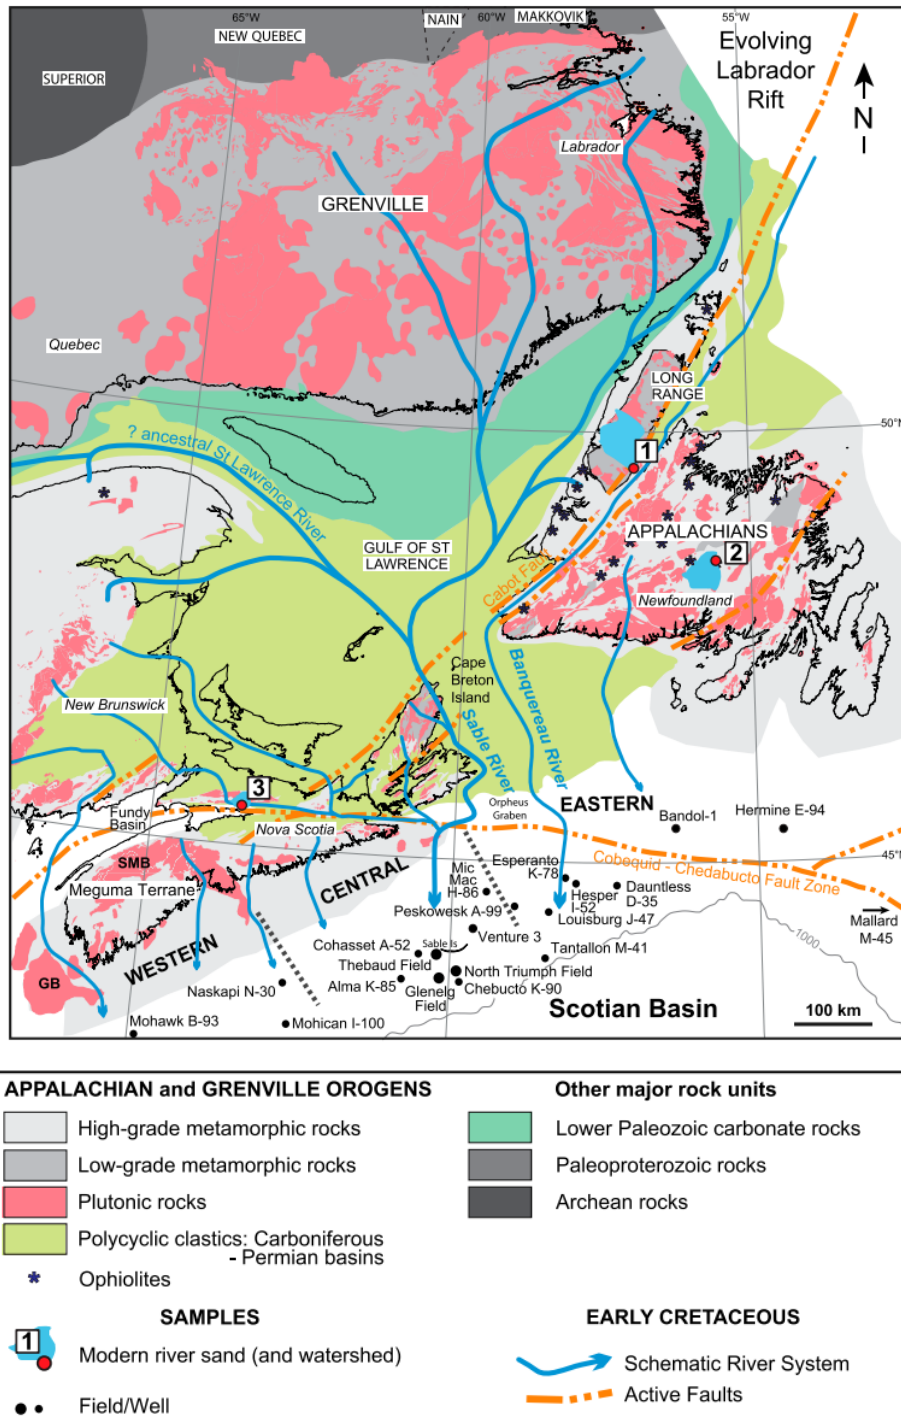 65°W
NAIN
60°W
MAKKOVIK
55°W
NEW QUEBEC
SUPERIOR
Evolving
Labrador
Rift
N
Labrador
GRENVILLE
Quebec
LONG
RANGE
50°N
? ancestral St Lawrence River
1
GULF OF ST
LAWRENCE
APPALACHIANS
2
Cabot Fault
Newfoundland
Cape
Breton
Island
Banquereau River
Sable River
New Brunswick
3
Fundy
Basin
Nova Scotia
Orpheus
Graben
EASTERN
Bandol-1
Hermine E-94
45°N
SMB
Meguma Terrane
CENTRAL
Mic
Mac
H-86
Esperanto
K-78
Cobequid - Chedabucto Fault Zone
Hesper
I-52
Dauntless
D-35
Peskowesk A-99
Louisburg J-47
Mallard
M-45
WESTERN
Venture 3
1000
Cohasset A-52
Sable Is
Tantallon M-41
Thebaud Field
North Triumph Field
GB
Naskapi N-30
Alma K-85
Glenelg
Field
Chebucto K-90
Scotian Basin
100 km
Mohawk B-93
Mohican I-100
APPALACHIAN and GRENVILLE OROGENS
High-grade metamorphic rocks
Low-grade metamorphic rocks
Plutonic rocks
Polycyclic clastics: Carboniferous
- Permian basins
* Ophiolites
Other major rock units
Lower Paleozoic carbonate rocks
Paleoproterozoic rocks
Archean rocks
SAMPLES
1
Modern river sand (and watershed)
Field/Well
EARLY CRETACEOUS
Schematic River System
Active Faults